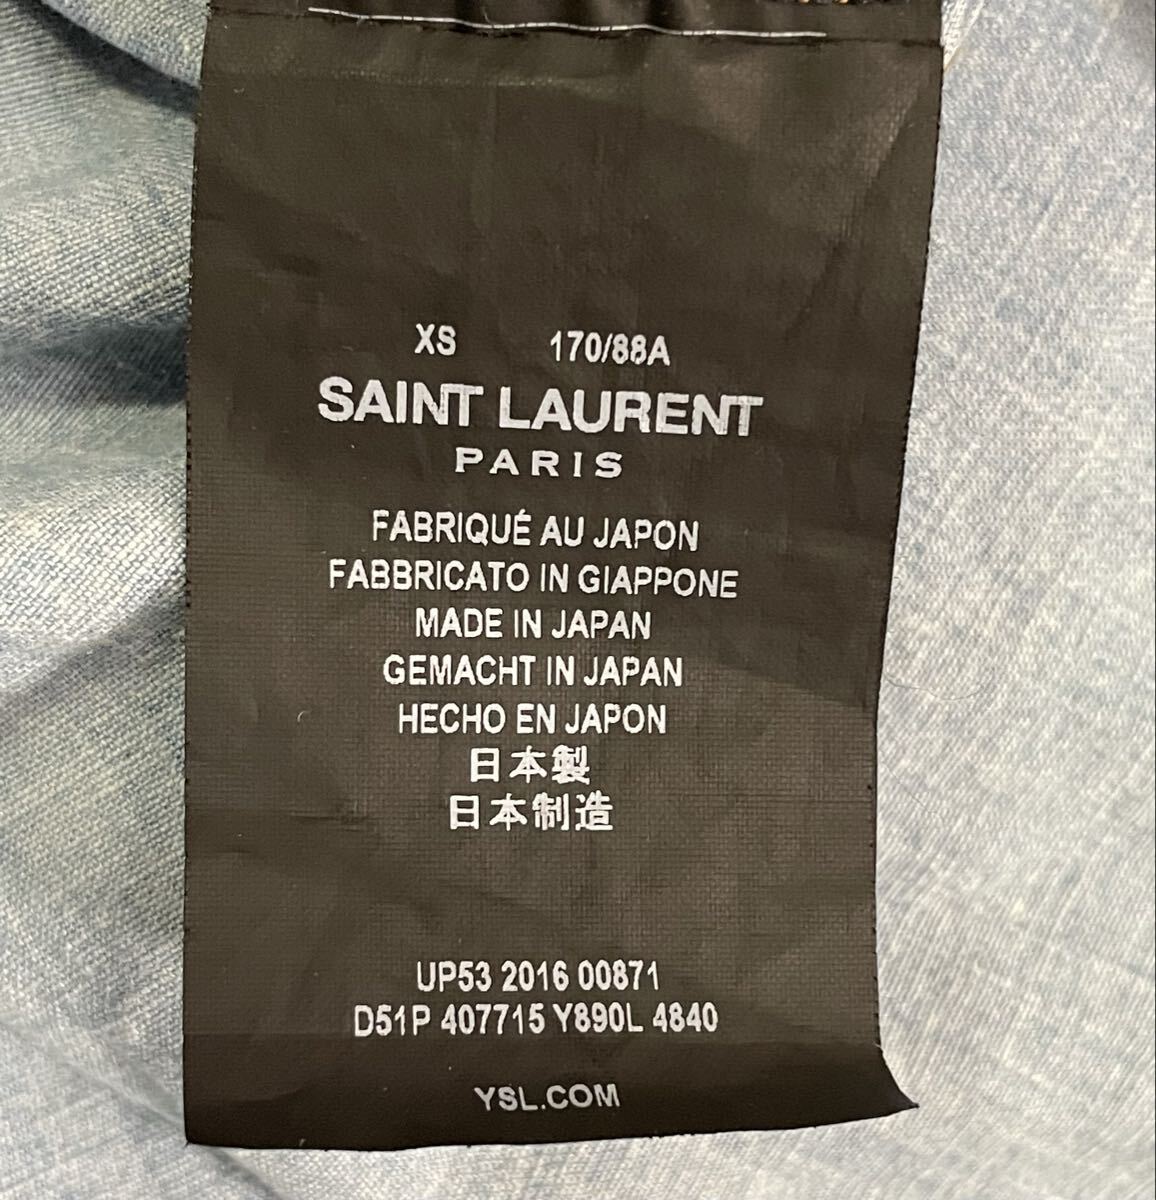 XS 170/88A
SAINT LAURENT
PARIS
FABRIQUÉ AU JAPON
FABBRICATO IN GIAPPONE
MADE IN JAPAN
GEMACHT IN JAPAN
HECHO EN JAPON
日本製
日本制造
UP53 2016 00871
D51P 407715 Y890L 4840
YSL.COM